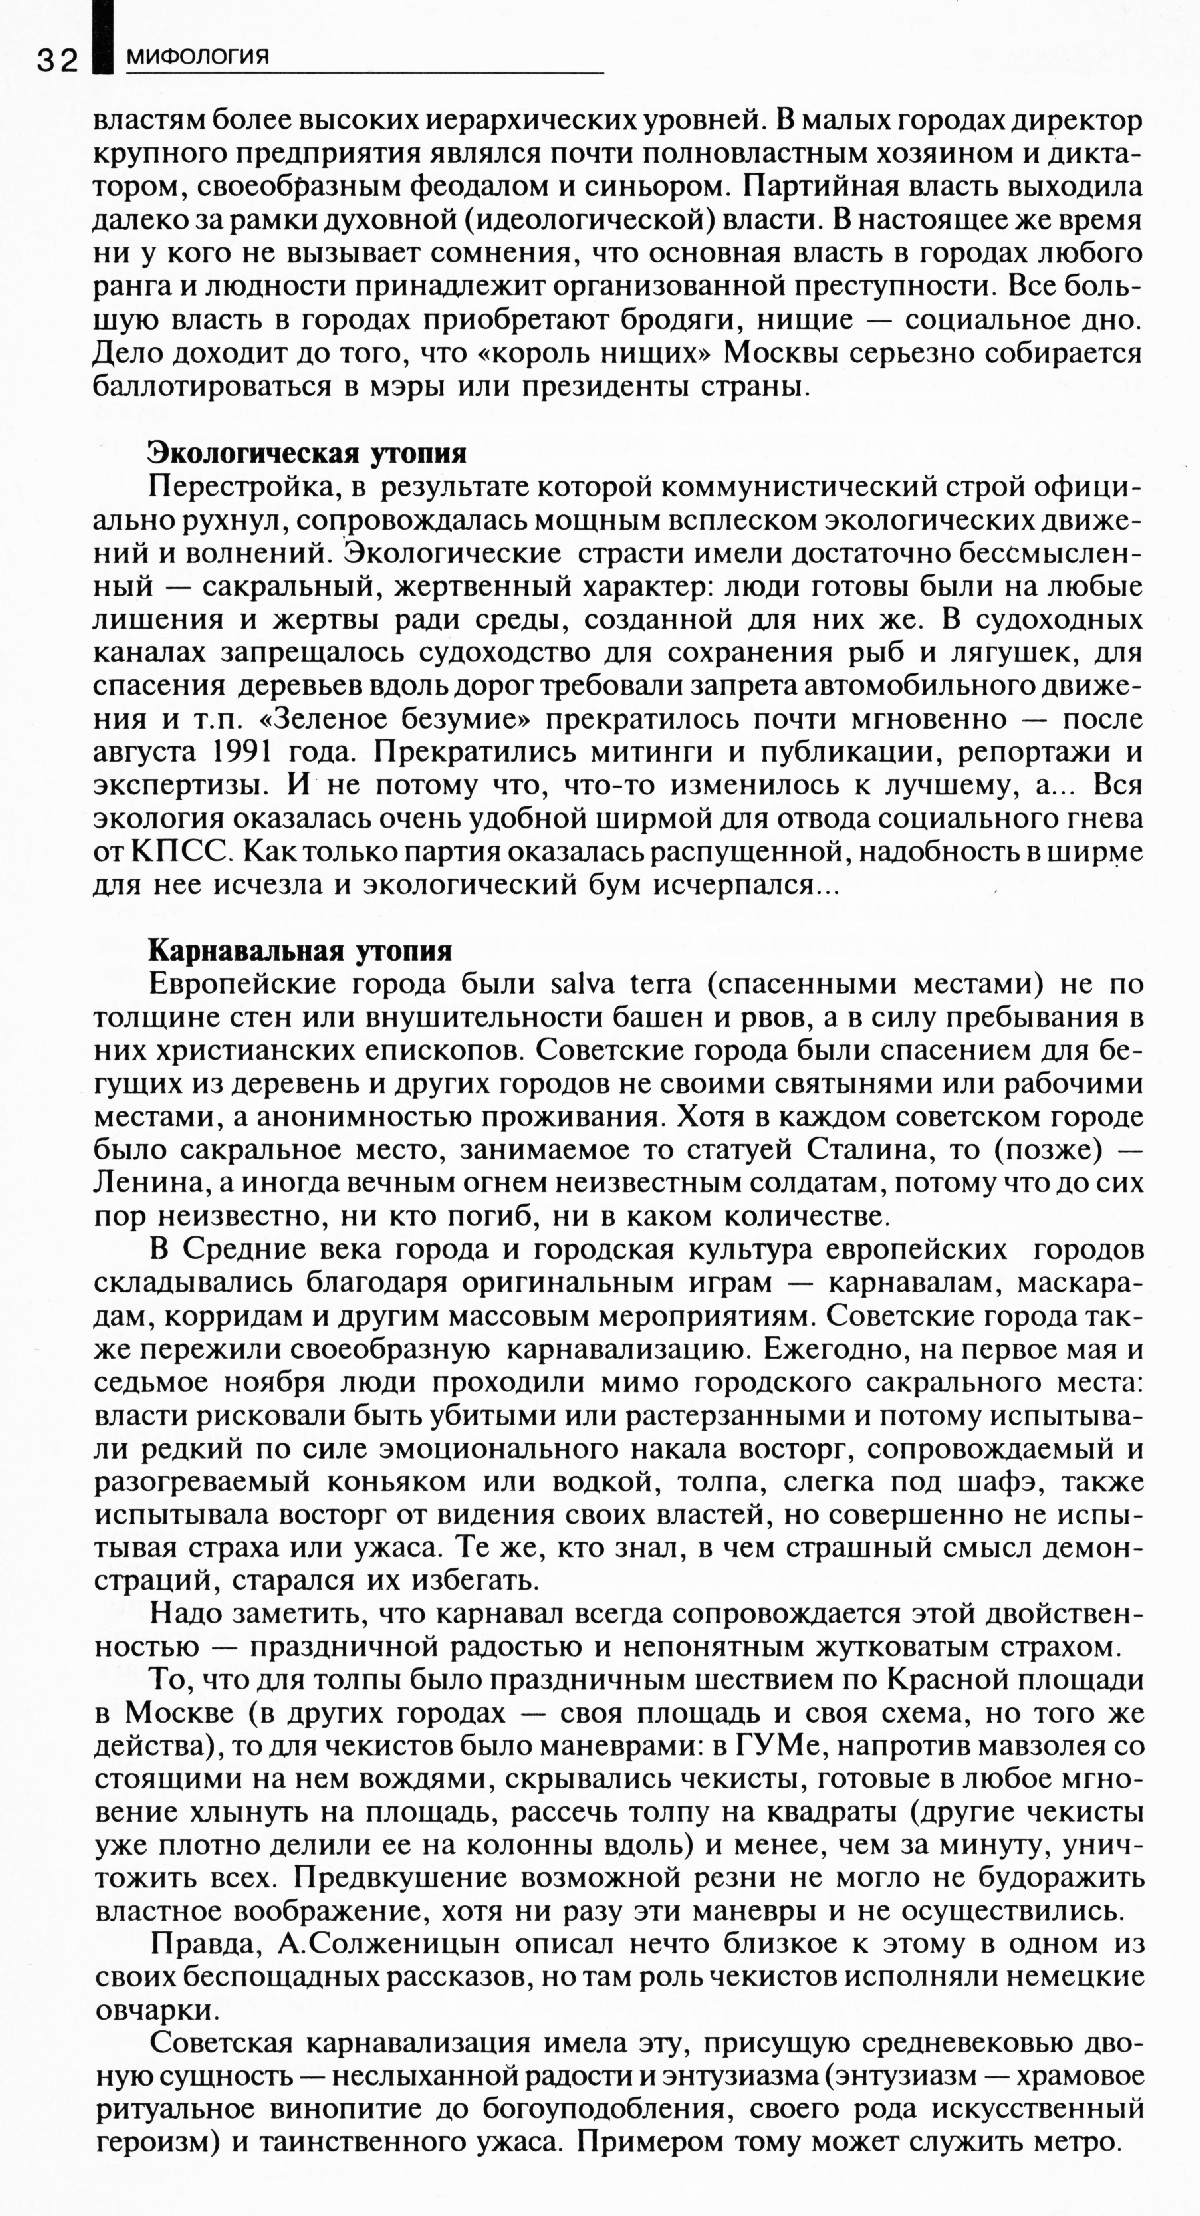 32
МИФОЛОГИЯ
властям более высоких иерархических уровней. В малых городах директор
крупного предприятия являлся почти полновластным хозяином и дикта-
тором, своеобразным феодалом и синьором. Партийная власть выходила
далеко за рамки духовной (идеологической) власти. В настоящее же время
ни у кого не вызывает сомнения, что основная власть в городах любого
ранга и людности принадлежит организованной преступности. Все боль-
шую власть в городах приобретают бродяги, нищие — социальное дно.
Дело доходит до того, что «король нищих» Москвы серьезно собирается
баллотироваться в мэры или президенты страны.
Экологическая утопия
Перестройка, в результате которой коммунистический строй офици-
ально рухнул, сопровождалась мощным всплеском экологических движе-
ний и волнений. Экологические страсти имели достаточно бессмыслен-
ный — сакральный, жертвенный характер: люди готовы были на любые
лишения и жертвы ради среды, созданной для них же. В судоходных
каналах запрещалось судоходство для сохранения рыб и лягушек, для
спасения деревьев вдоль дорог требовали запрета автомобильного движе-
ния и т.п. «Зеленое безумие» прекратилось почти мгновенно — после
августа 1991 года. Прекратились митинги и публикации, репортажи и
экспертизы. И не потому что, что-то изменилось к лучшему, а... Вся
экология оказалась очень удобной ширмой для отвода социального гнева
от КПСС. Как только партия оказалась распущенной, надобность в ширме
для нее исчезла и экологический бум исчерпался...
Карнавальная утопия
Европейские города были salva terra (спасенными местами) не по
толщине стен или внушительности башен и рвов, а в силу пребывания в
них христианских епископов. Советские города были спасением для бе-
гущих из деревень и других городов не своими святынями или рабочими
местами, а анонимностью проживания. Хотя в каждом советском городе
было сакральное место, занимаемое то статуей Сталина, то (позже) —
Ленина, а иногда вечным огнем неизвестным солдатам, потому что до сих
пор неизвестно, ни кто погиб, ни в каком количестве.
В Средние века города и городская культура европейских городов
складывались благодаря оригинальным играм — карнавалам, маскара-
дам, корридам и другим массовым мероприятиям. Советские города так-
же пережили своеобразную карнавализацию. Ежегодно, на первое мая и
седьмое ноября люди проходили мимо городского сакрального места:
власти рисковали быть убитыми или растерзанными и потому испытыва-
ли редкий по силе эмоционального накала восторг, сопровождаемый и
разогреваемый коньяком или водкой, толпа, слегка под шафэ, также
испытывала восторг от видения своих властей, но совершенно не испы-
тывая страха или ужаса. Те же, кто знал, в чем страшный смысл демон-
страций, старался их избегать.
Надо заметить, что карнавал всегда сопровождается этой двойствен-
ностью — праздничной радостью и непонятным жутковатым страхом.
То, что для толпы было праздничным шествием по Красной площади
в Москве (в других городах — своя площадь и своя схема, но того же
действа), то для чекистов было маневрами: в ГУМе, напротив мавзолея со
стоящими на нем вождями, скрывались чекисты, готовые в любое мгно-
вение хлынуть на площадь, рассечь толпу на квадраты (другие чекисты
уже плотно делили ее на колонны вдоль) и менее, чем за минуту, унич-
тожить всех. Предвкушение возможной резни не могло не будоражить
властное воображение, хотя ни разу эти маневры и не осуществились.
Правда, А.Солженицын описал нечто близкое к этому в одном из
своих беспощадных рассказов, но там роль чекистов исполняли немецкие
овчарки.
Советская карнавализация имела эту, присущую средневековью дво-
ную сущность — неслыханной радости и энтузиазма (энтузиазм — храмовое
ритуальное винопитие до богоуподобления, своего рода искусственный
героизм) и таинственного ужаса. Примером тому может служить метро.